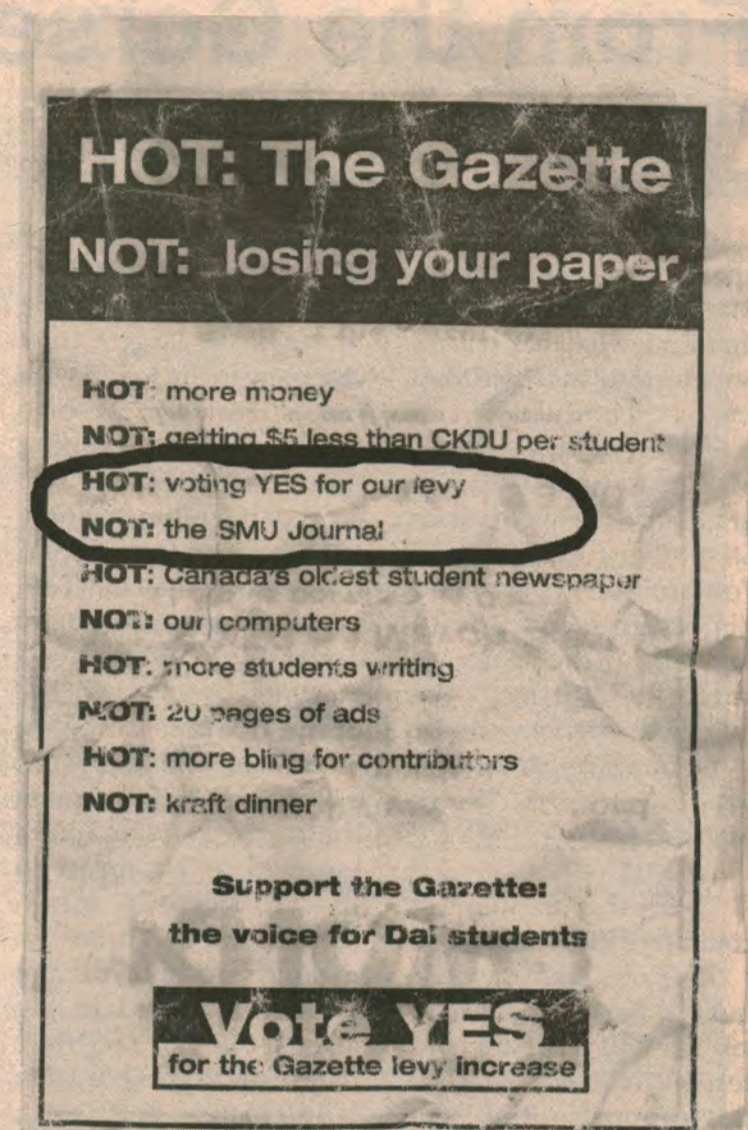 HOT: The Gazette
NOT: losing your paper
HOT: more money
NOT: getting $5 less than CKDU per student
HOT: voting YES for our levy
NOT: the SMU Journal
HOT: Canada's oldest student newspaper
NOT: our computers
HOT: more students writing
NOT: 20 pages of ads
HOT: more bling for contributors
NOT: kraft dinner
Support the Gazette:
the voice for Dal students
Vote YES
for the Gazette levy increase